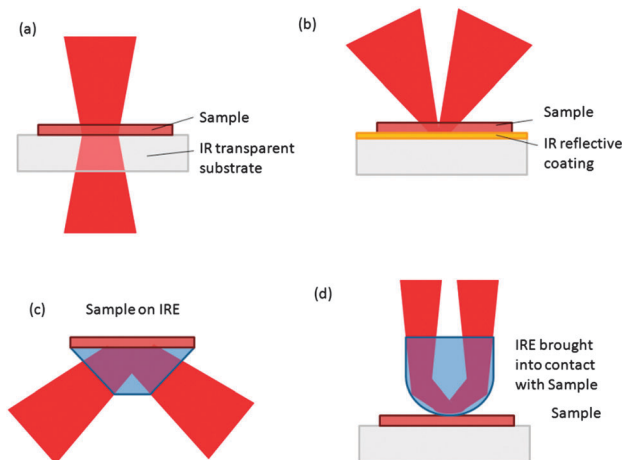 (a)
Sample
IR transparent
substrate
(b)
Sample
IR reflective
coating
(c)
Sample on IRE
(d)
IRE brought
into contact
with Sample
Sample